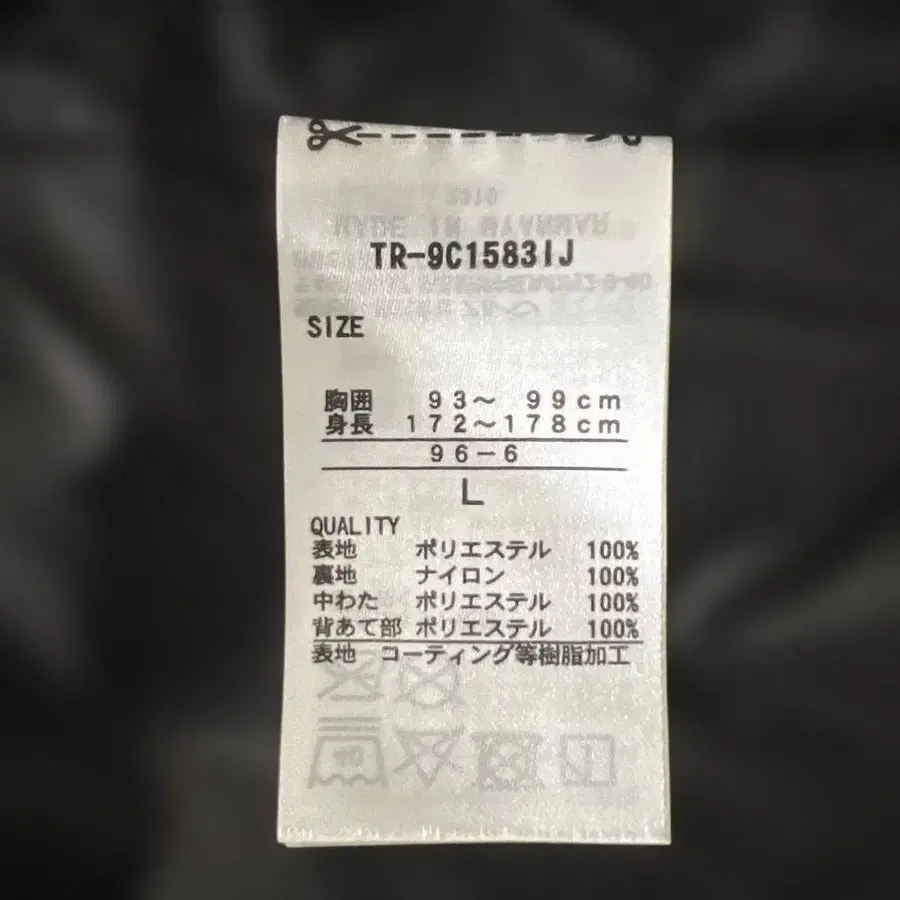 TR-9C1583IJ
SIZE
胸囲 93～ 99cm
身長 172～178cm
96-6
L
QUALITY
表地 ポリエステル 100%
裏地 ナイロン 100%
中わた ポリエステル 100%
背あて部 ポリエステル 100%
表地 コーティング等樹脂加工